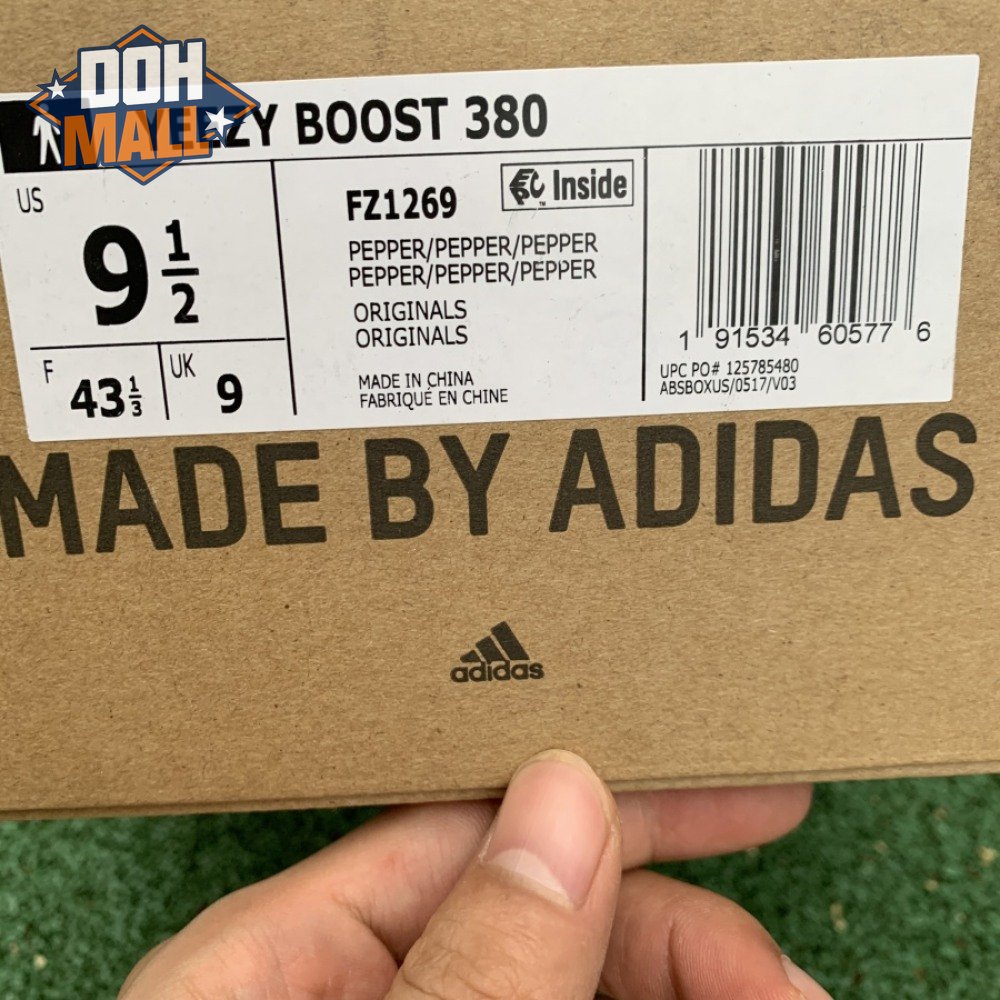 DOH
MALL
YEEZY BOOST 380
US
9 1/2
F
43 1/3
UK
9
FZ1269
Inside
PEPPER/PEPPER/PEPPER
PEPPER/PEPPER/PEPPER
ORIGINALS
ORIGINALS
MADE IN CHINA
FABRIQUÉ EN CHINE
1 91534 60577 6
UPC PO# 125785480
ABSBOXUS/0517/V03
MADE BY ADIDAS
adidas